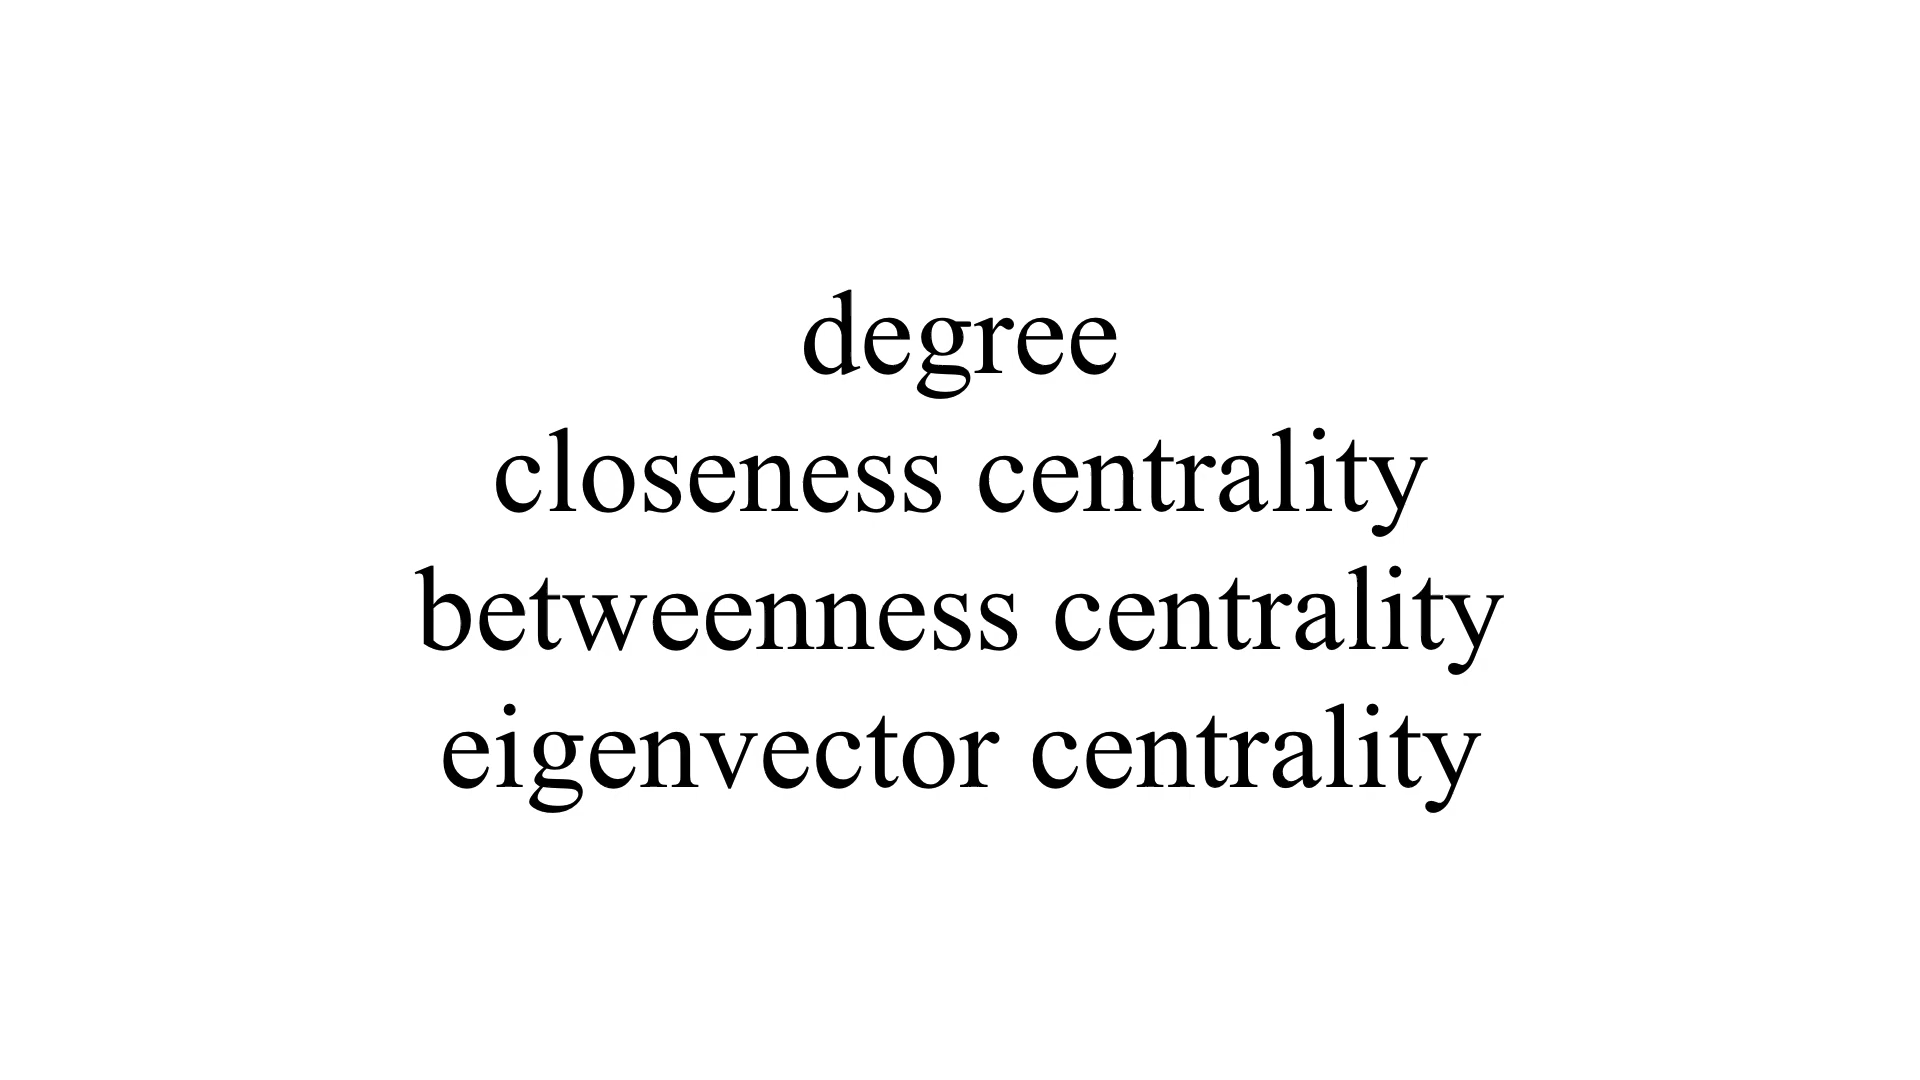 degree
closeness centrality
betweenness centrality
eigenvector centrality